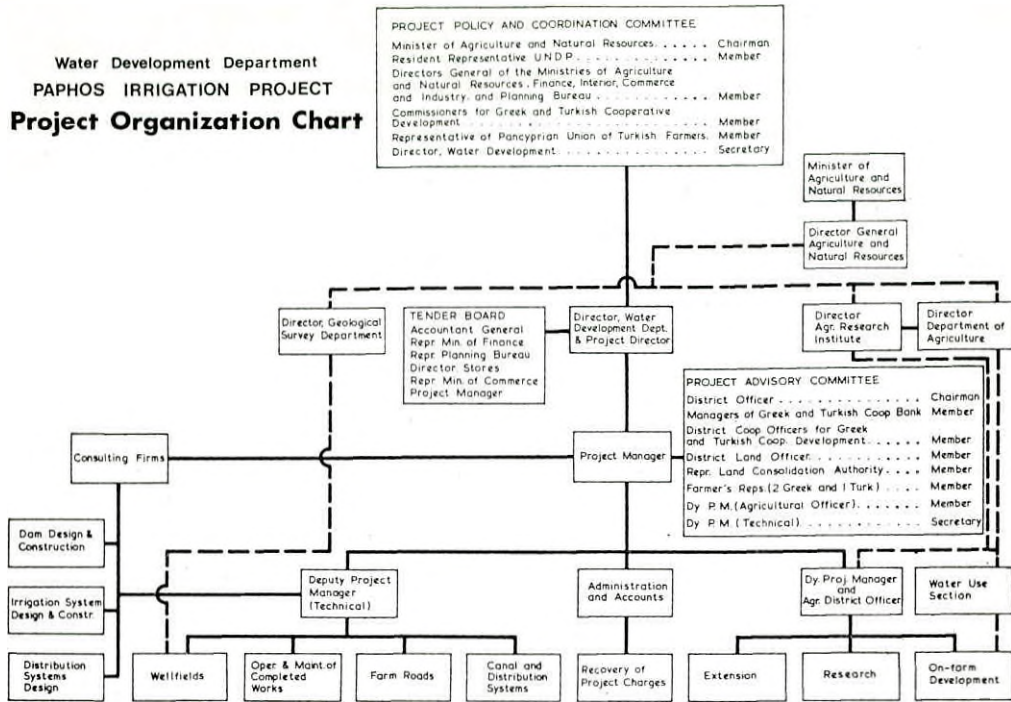 Water Development Department
PAPHOS IRRIGATION PROJECT
Project Organization Chart
PROJECT POLICY AND COORDINATION COMMITTEE
Minister of Agriculture and Natural Resources. . . . . . Chairman
Resident Representative U N D P. . . . . . . . . . . . . . Member
Directors General of the Ministries of Agriculture
and Natural Resources, Finance, Interior, Commerce
and Industry, and Planning Bureau . . . . . . . . . . . . . Member
Commissioners for Greek and Turkish Cooperative
Development. . . . . . . . . . . . . . . . . . . . . . . . Member
Representative of Pancyprian Union of Turkish Farmers. Member
Director, Water Development. . . . . . . . . . . . . . . . Secretary
Minister of
Agriculture and
Natural Resources
Director General
Agriculture and
Natural Resources
Director, Geological
Survey Department
TENDER BOARD
Accountant General
Repr. Min. of Finance
Repr. Planning Bureau
Director Stores
Repr. Min. of Commerce
Project Manager
Director, Water
Development Dept.
& Project Director
Director
Agr. Research
Institute
Director
Department of
Agriculture
PROJECT ADVISORY COMMITTEE
District Officer . . . . . . . . . . . . . . . . Chairman
Managers of Greek and Turkish Coop Bank Member
District Coop Officers for Greek
and Turkish Coop. Development. . . . . . Member
District Land Officer. . . . . . . . . . . . . Member
Repr. Land Consolidation Authority. . . . Member
Farmer's Reps. (2 Greek and 1 Turk) . . . . Member
Dy P.M. (Agricultural Officer). . . . . . . Member
Dy P.M. (Technical). . . . . . . . . . . . . Secretary
Consulting Firms
Project Manager
Dam Design &
Construction
Irrigation System
Design & Constr.
Distribution
Systems
Design
Deputy Project
Manager
(Technical)
Administration
and Accounts
Dy. Proj. Manager
and
Agr. District Officer
Water Use
Section
Wellfields
Oper. & Maint. of
Completed
Works
Farm Roads
Canal and
Distribution
Systems
Recovery of
Project Charges
Extension
Research
On-farm
Development